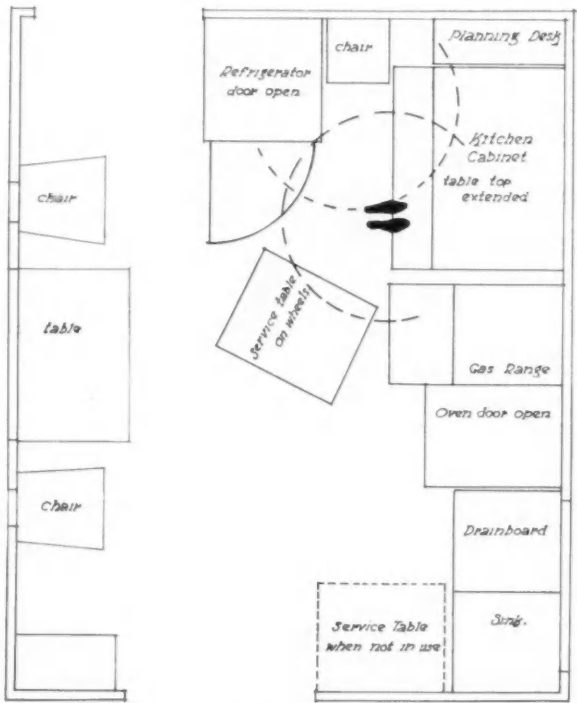 Planning Desk
chair
Refrigerator
door open
Kitchen
Cabinet
table top
extended
chair
Service table
on wheels
table
Gas Range
Oven door open
chair
Drainboard
Sink.
Service Table
when not in use